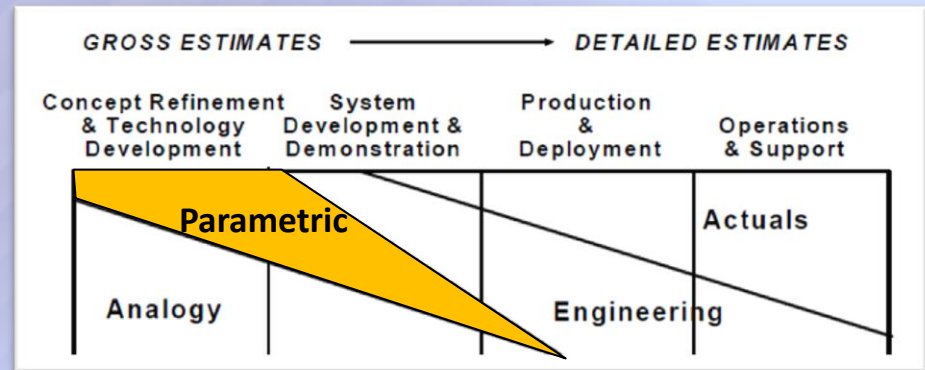 GROSS ESTIMATES
DETAILED ESTIMATES
Concept Refinement
& Technology
Development
System
Development &
Demonstration
Production
&
Deployment
Operations
& Support
Parametric
Actuals
Analogy
Engineering